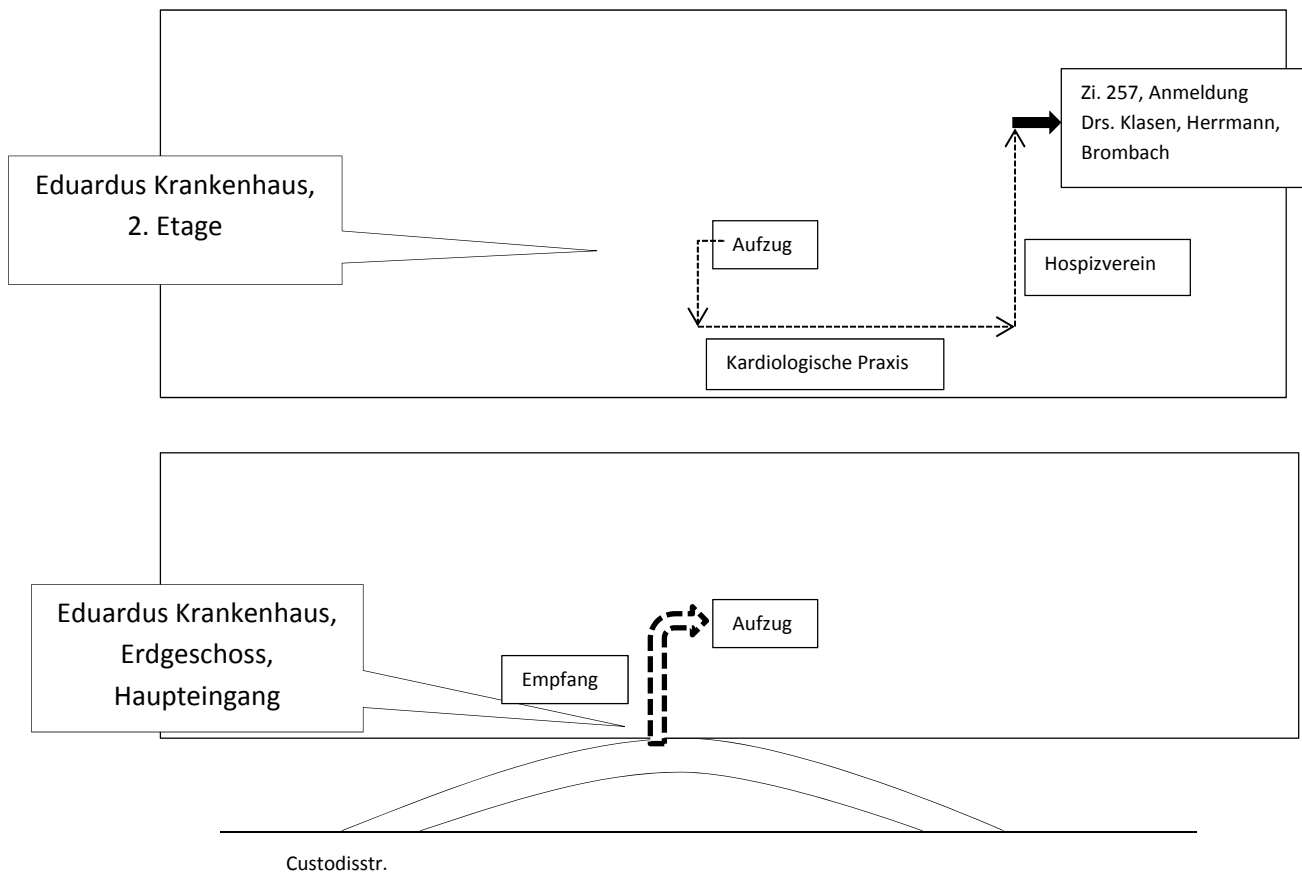 Zi. 257, Anmeldung
Drs. Klasen, Herrmann,
Brombach
Eduardus Krankenhaus,
2. Etage
Aufzug
Hospizverein
Kardiologische Praxis
Eduardus Krankenhaus,
Erdgeschoss,
Haupteingang
Aufzug
Empfang
Custodisstr.